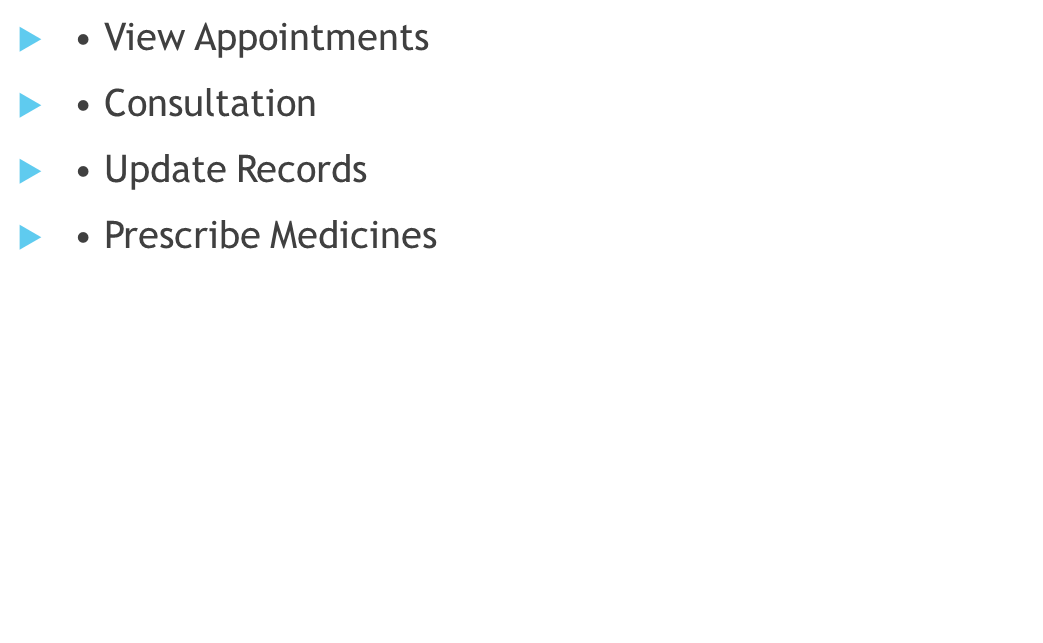 • View Appointments
• Consultation
• Update Records
• Prescribe Medicines